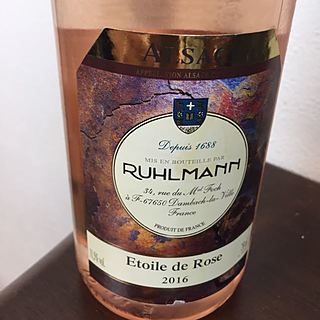 ALSACE
APPELLATION ALSACE
Depuis 1688
MIS EN BOUTEILLE PAR
RUHLMANN
34, rue du Mal Foch
à F-67650 Dambach-la-Ville
France
PRODUIT DE FRANCE
Etoile de Rose
2016